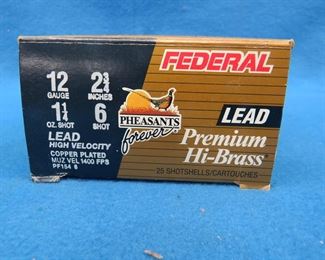 FEDERAL
12 2¾
GAUGE INCHES
1¼ 6
OZ. SHOT SHOT
LEAD
HIGH VELOCITY
COPPER PLATED
MUZ VEL 1400 FPS
PF154 6
PHEASANTS
forever
LEAD
Premium
Hi-Brass
25 SHOTSHELLS/CARTOUCHES